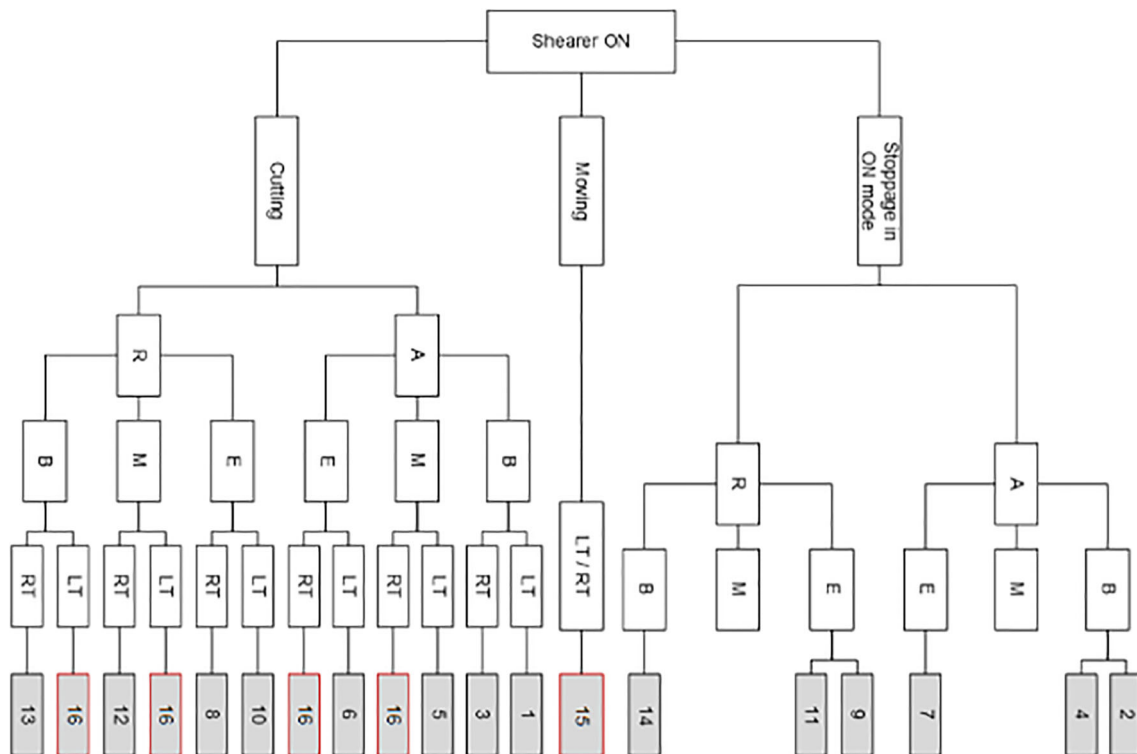 Shearer ON
Cutting
Moving
Stoppage in
ON mode
R
A
R
A
B
M
E
E
M
B
B
M
E
E
M
B
RT
LT
RT
LT
RT
LT
RT
LT
RT
LT
RT
LT
LT / RT
13
16
12
16
8
10
16
6
16
5
3
1
15
14
11
9
7
4
2